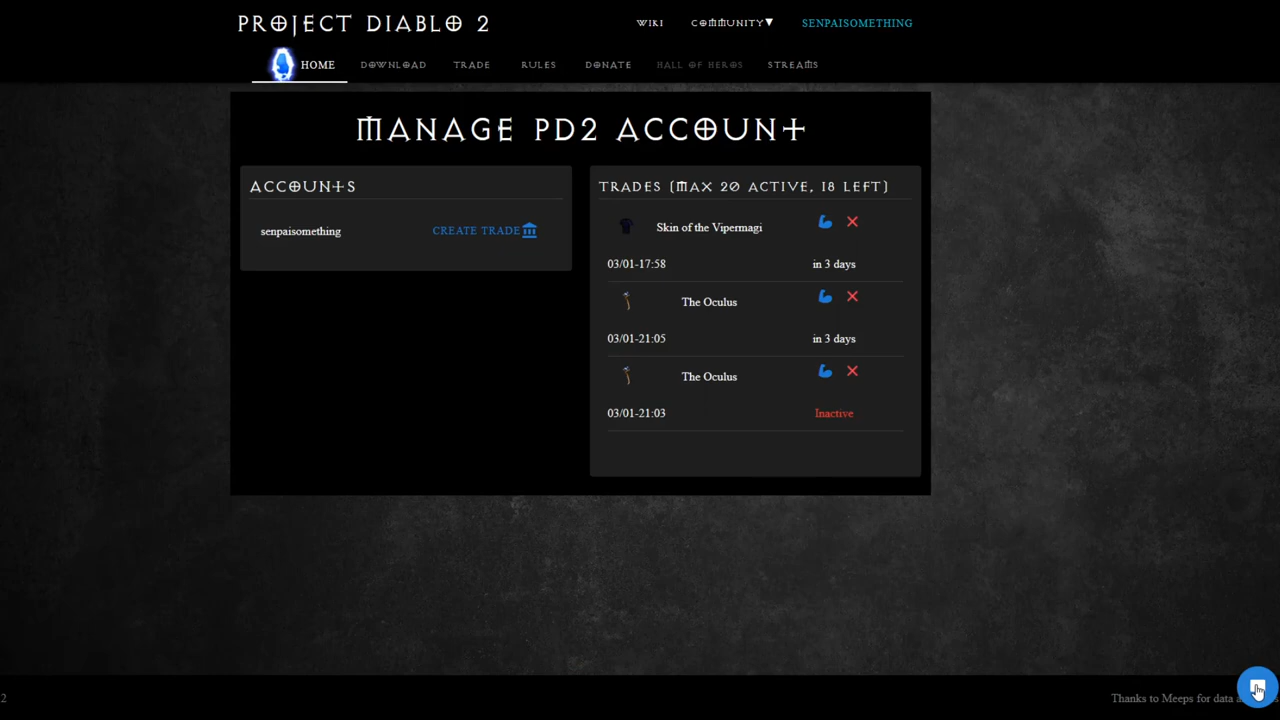 PROJECT DIABLO 2
WIKI COMMUNITY▼ SENPAISOMETHING
HOME DOWNLOAD TRADE RULES DONATE HALL OF HEROS STREAMS
MANAGE PD2 ACCOUNT
ACCOUNTS
senpaisomething CREATE TRADE
TRADES (MAX 20 ACTIVE, 18 LEFT)
Skin of the Vipermagi
03/01-17:58 in 3 days
The Oculus
03/01-21:05 in 3 days
The Oculus
03/01-21:03 Inactive
2 Thanks to Meeps for data